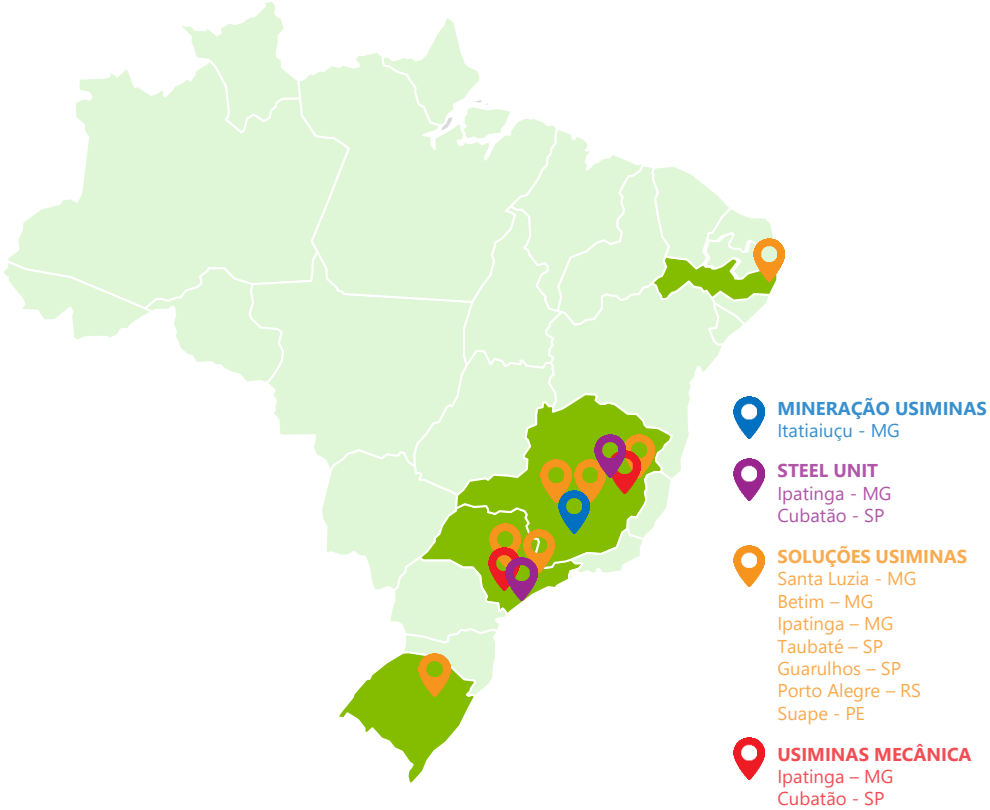 MINERAÇÃO USIMINAS
Itatiaiuçu - MG
STEEL UNIT
Ipatinga - MG
Cubatão - SP
SOLUÇÕES USIMINAS
Santa Luzia - MG
Betim – MG
Ipatinga – MG
Taubaté – SP
Guarulhos – SP
Porto Alegre – RS
Suape - PE
USIMINAS MECÂNICA
Ipatinga – MG
Cubatão - SP